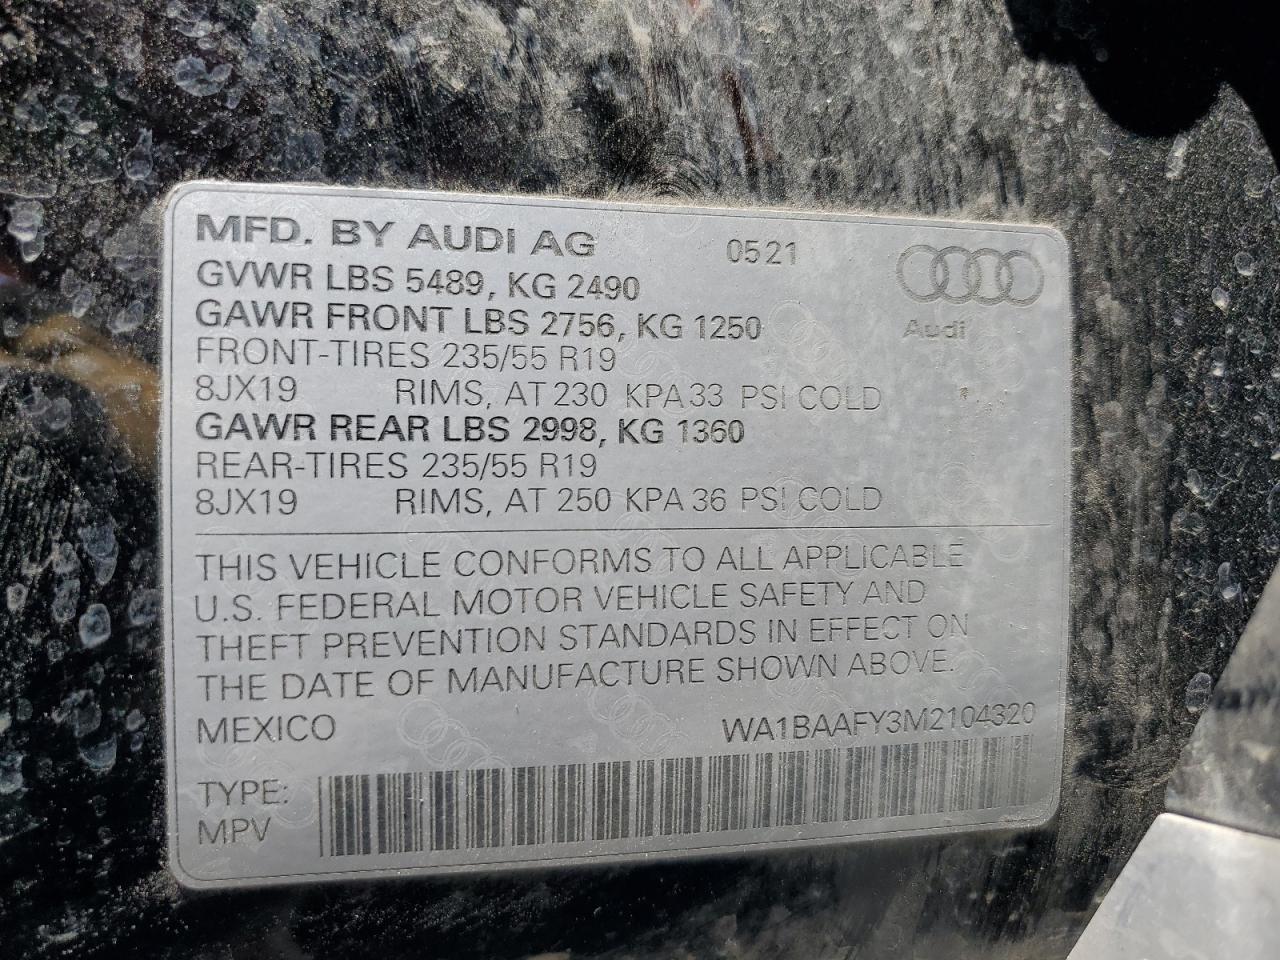 MFD. BY AUDI AG 0521
GVWR LBS 5489, KG 2490
GAWR FRONT LBS 2756, KG 1250
Audi
FRONT-TIRES 235/55 R19
8JX19 RIMS, AT 230 KPA 33 PSI COLD
GAWR REAR LBS 2998, KG 1360
REAR-TIRES 235/55 R19
8JX19 RIMS, AT 250 KPA 36 PSI COLD
THIS VEHICLE CONFORMS TO ALL APPLICABLE
U.S. FEDERAL MOTOR VEHICLE SAFETY AND
THEFT PREVENTION STANDARDS IN EFFECT ON
THE DATE OF MANUFACTURE SHOWN ABOVE.
MEXICO WA1BAAFY3M2104320
TYPE:
MPV